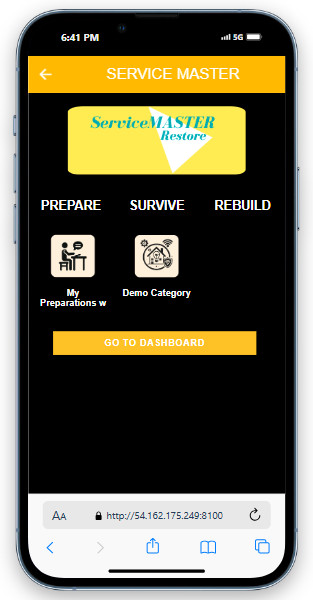 6:41 PM
5G
SERVICE MASTER
ServiceMASTER
Restore
PREPARE SURVIVE REBUILD
My
Preparations w
Demo Category
GO TO DASHBOARD
AA
http://54.162.175.249:8100